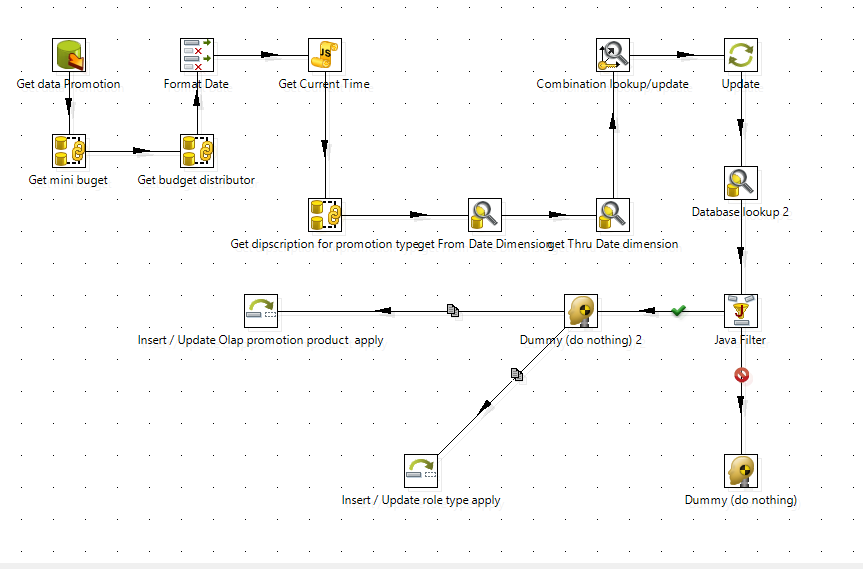 Get data Promotion
Format Date
Get Current Time
Combination lookup/update
Update
Get mini buget
Get budget distributor
Database lookup 2
Get dipscription for promotion type
get From Date Dimension
get Thru Date dimension
Insert / Update Olap promotion product apply
Dummy (do nothing) 2
Java Filter
Insert / Update role type apply
Dummy (do nothing)
JS